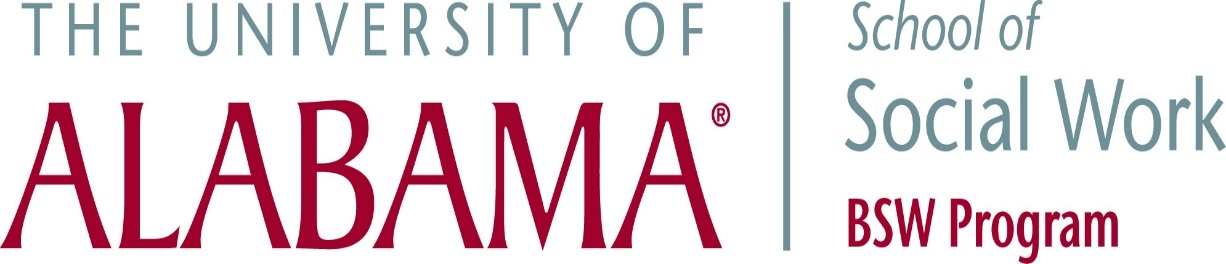 THE UNIVERSITY OF
ALABAMA®
School of
Social Work
BSW Program